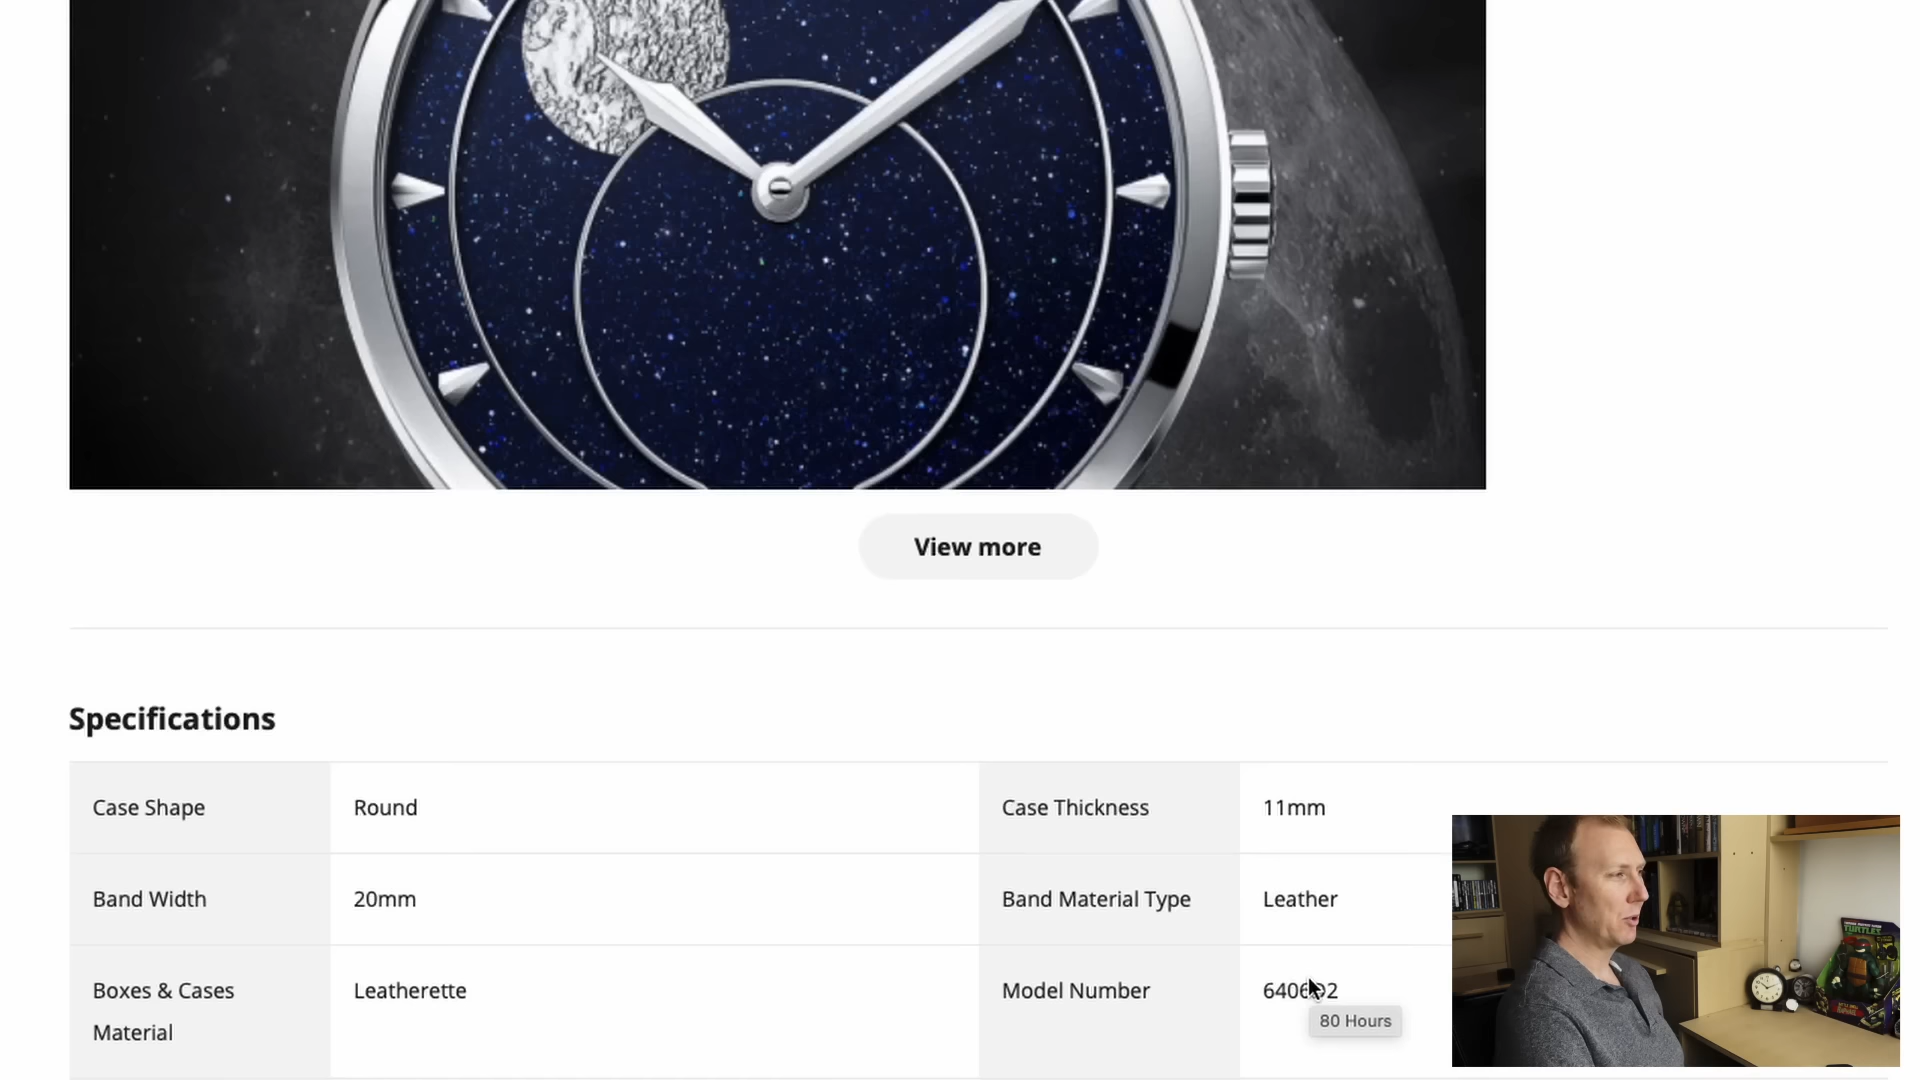 View more
Specifications
Case Shape
Round
Case Thickness
11mm
Band Width
20mm
Band Material Type
Leather
Boxes & Cases
Material
Leatherette
Model Number
80 Hours
TURTLES